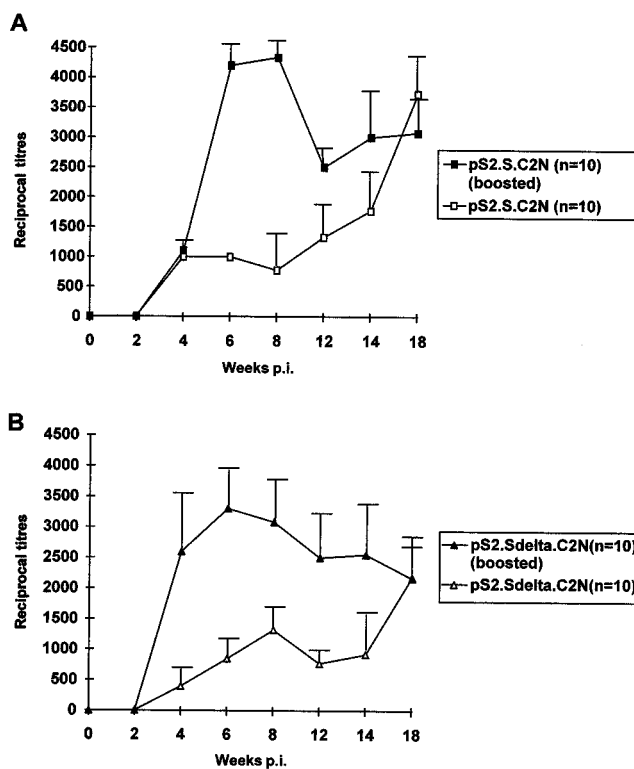 A
4500
4000
3500
3000
2500
2000
1500
1000
500
0
Reciprocal titres
0 2 4 6 8 12 14 18
Weeks p.i.
pS2.S.C2N (n=10)
(boosted)
pS2.S.C2N (n=10)
B
4500
4000
3500
3000
2500
2000
1500
1000
500
0
Reciprocal titres
0 2 4 6 8 12 14 18
Weeks p.i.
pS2.Sdelta.C2N(n=10)
(boosted)
pS2.Sdelta.C2N(n=10)